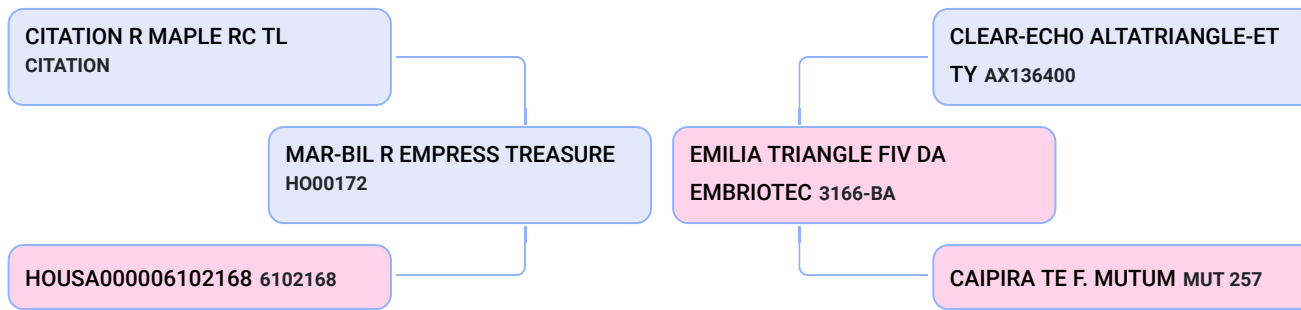 CITATION R MAPLE RC TL
CITATION
CLEAR-ECHO ALTATRIANGLE-ET
TY AX136400
MAR-BIL R EMPRESS TREASURE
HO00172
EMILIA TRIANGLE FIV DA
EMBRIOTEC 3166-BA
HOUSA000006102168 6102168
CAIPIRA TE F. MUTUM MUT 257